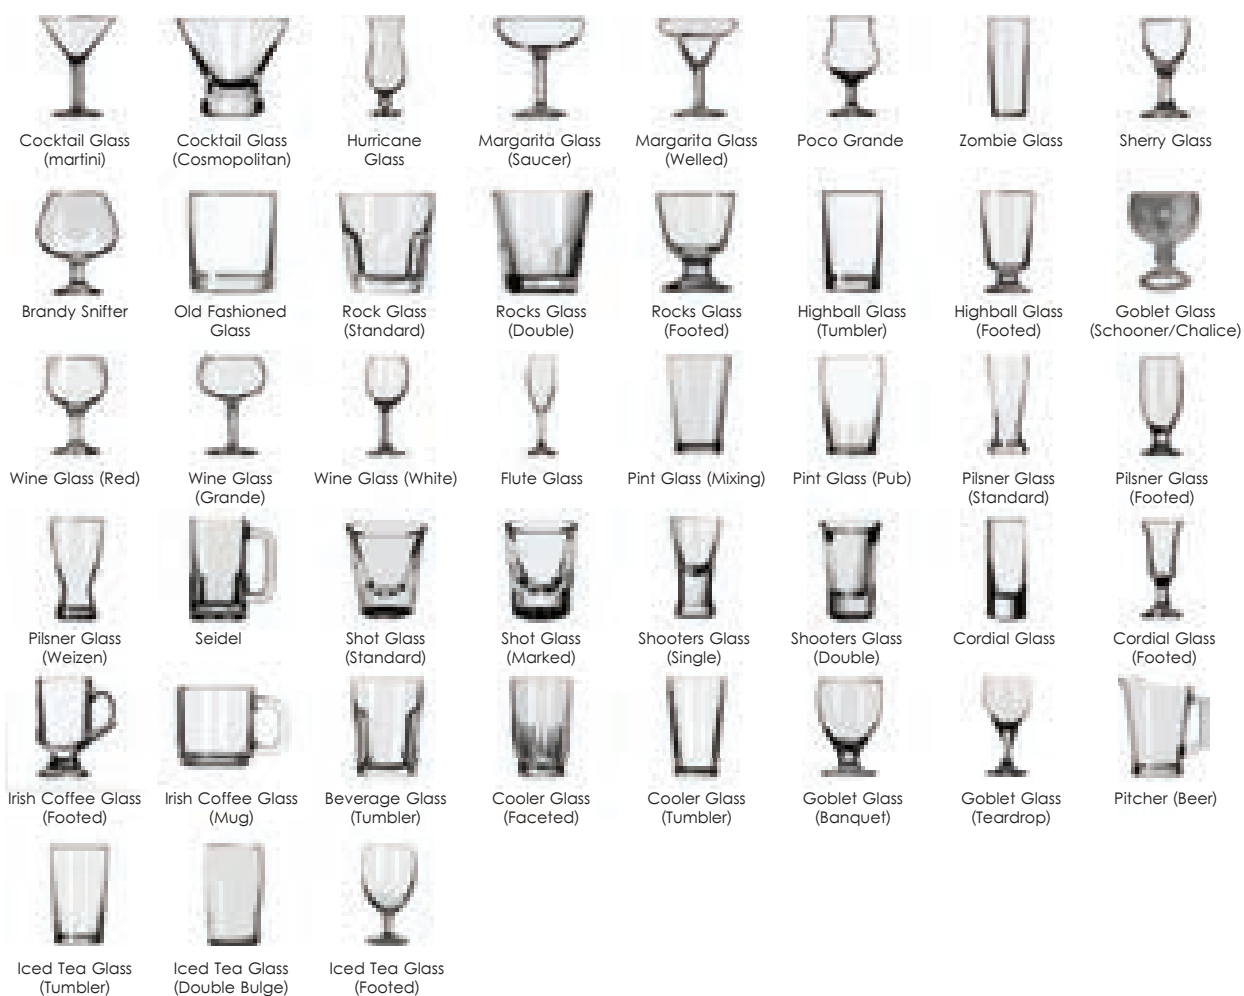 Cocktail Glass
(martini)
Cocktail Glass
(Cosmopolitan)
Hurricane
Glass
Margarita Glass
(Saucer)
Margarita Glass
(Welled)
Poco Grande
Zombie Glass
Sherry Glass
Brandy Snifter
Old Fashioned
Glass
Rock Glass
(Standard)
Rocks Glass
(Double)
Rocks Glass
(Footed)
Highball Glass
(Tumbler)
Highball Glass
(Footed)
Goblet Glass
(Schooner/Chalice)
Wine Glass (Red)
Wine Glass
(Grande)
Wine Glass (White)
Flute Glass
Pint Glass (Mixing)
Pint Glass (Pub)
Pilsner Glass
(Standard)
Pilsner Glass
(Footed)
Pilsner Glass
(Weizen)
Seidel
Shot Glass
(Standard)
Shot Glass
(Marked)
Shooters Glass
(Single)
Shooters Glass
(Double)
Cordial Glass
Cordial Glass
(Footed)
Irish Coffee Glass
(Footed)
Irish Coffee Glass
(Mug)
Beverage Glass
(Tumbler)
Cooler Glass
(Faceted)
Cooler Glass
(Tumbler)
Goblet Glass
(Banquet)
Goblet Glass
(Teardrop)
Pitcher (Beer)
Iced Tea Glass
(Tumbler)
Iced Tea Glass
(Double Bulge)
Iced Tea Glass
(Footed)